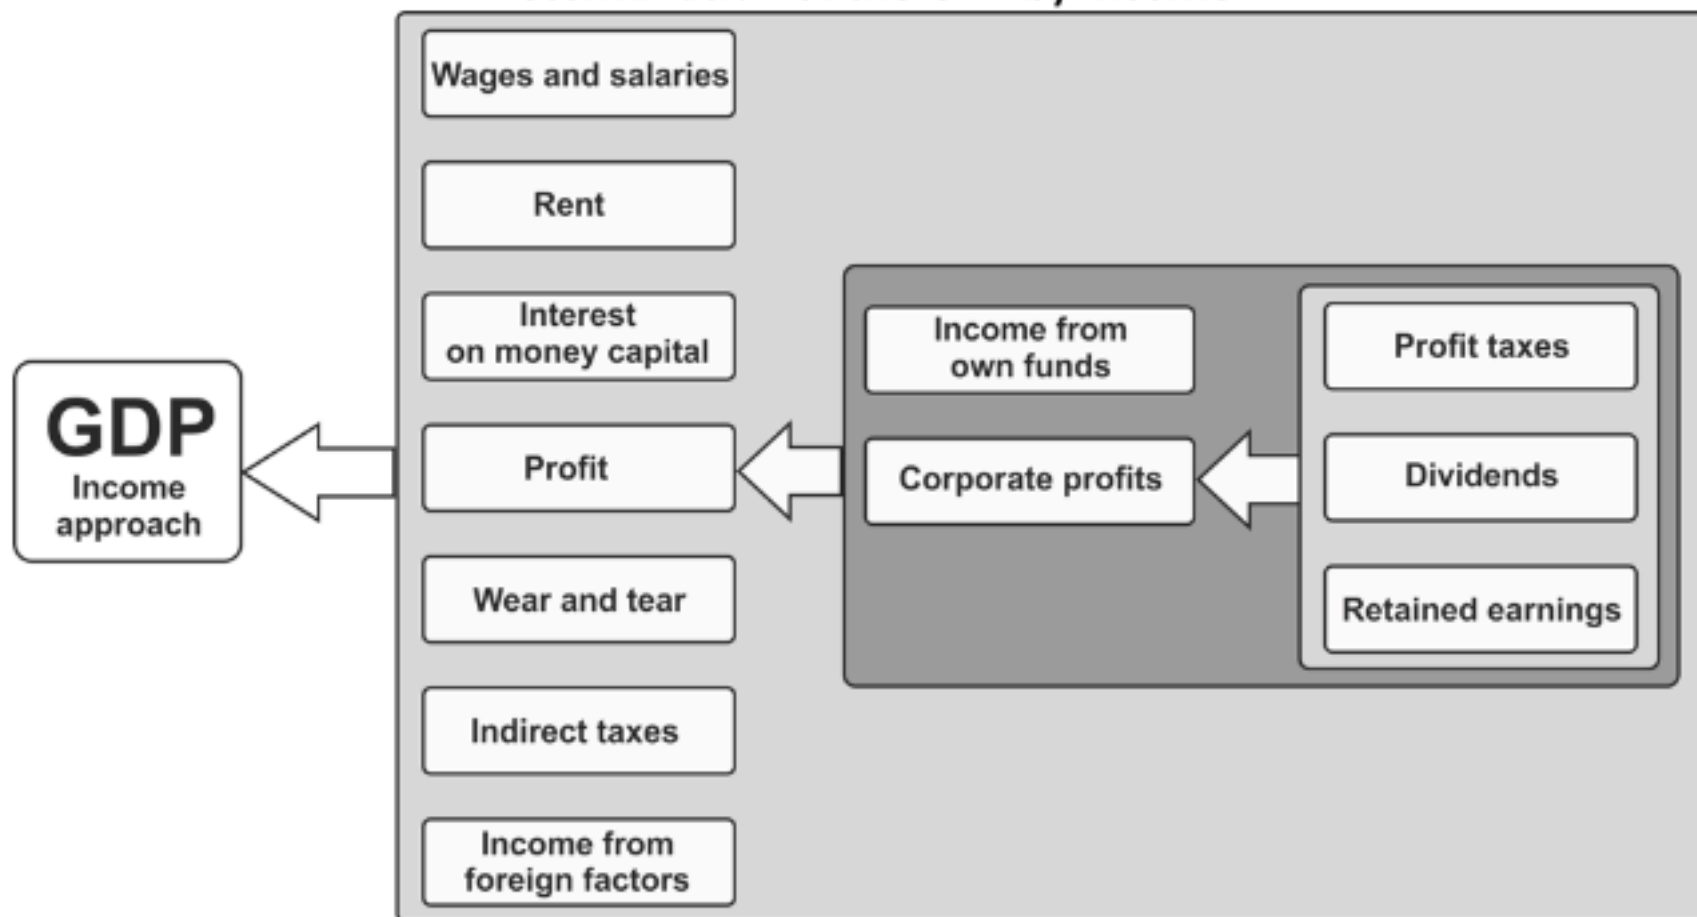 Wages and salaries
Rent
Interest
on money capital
GDP
Income
approach
Profit
Wear and tear
Indirect taxes
Income from
foreign factors
Income from
own funds
Corporate profits
Profit taxes
Dividends
Retained earnings